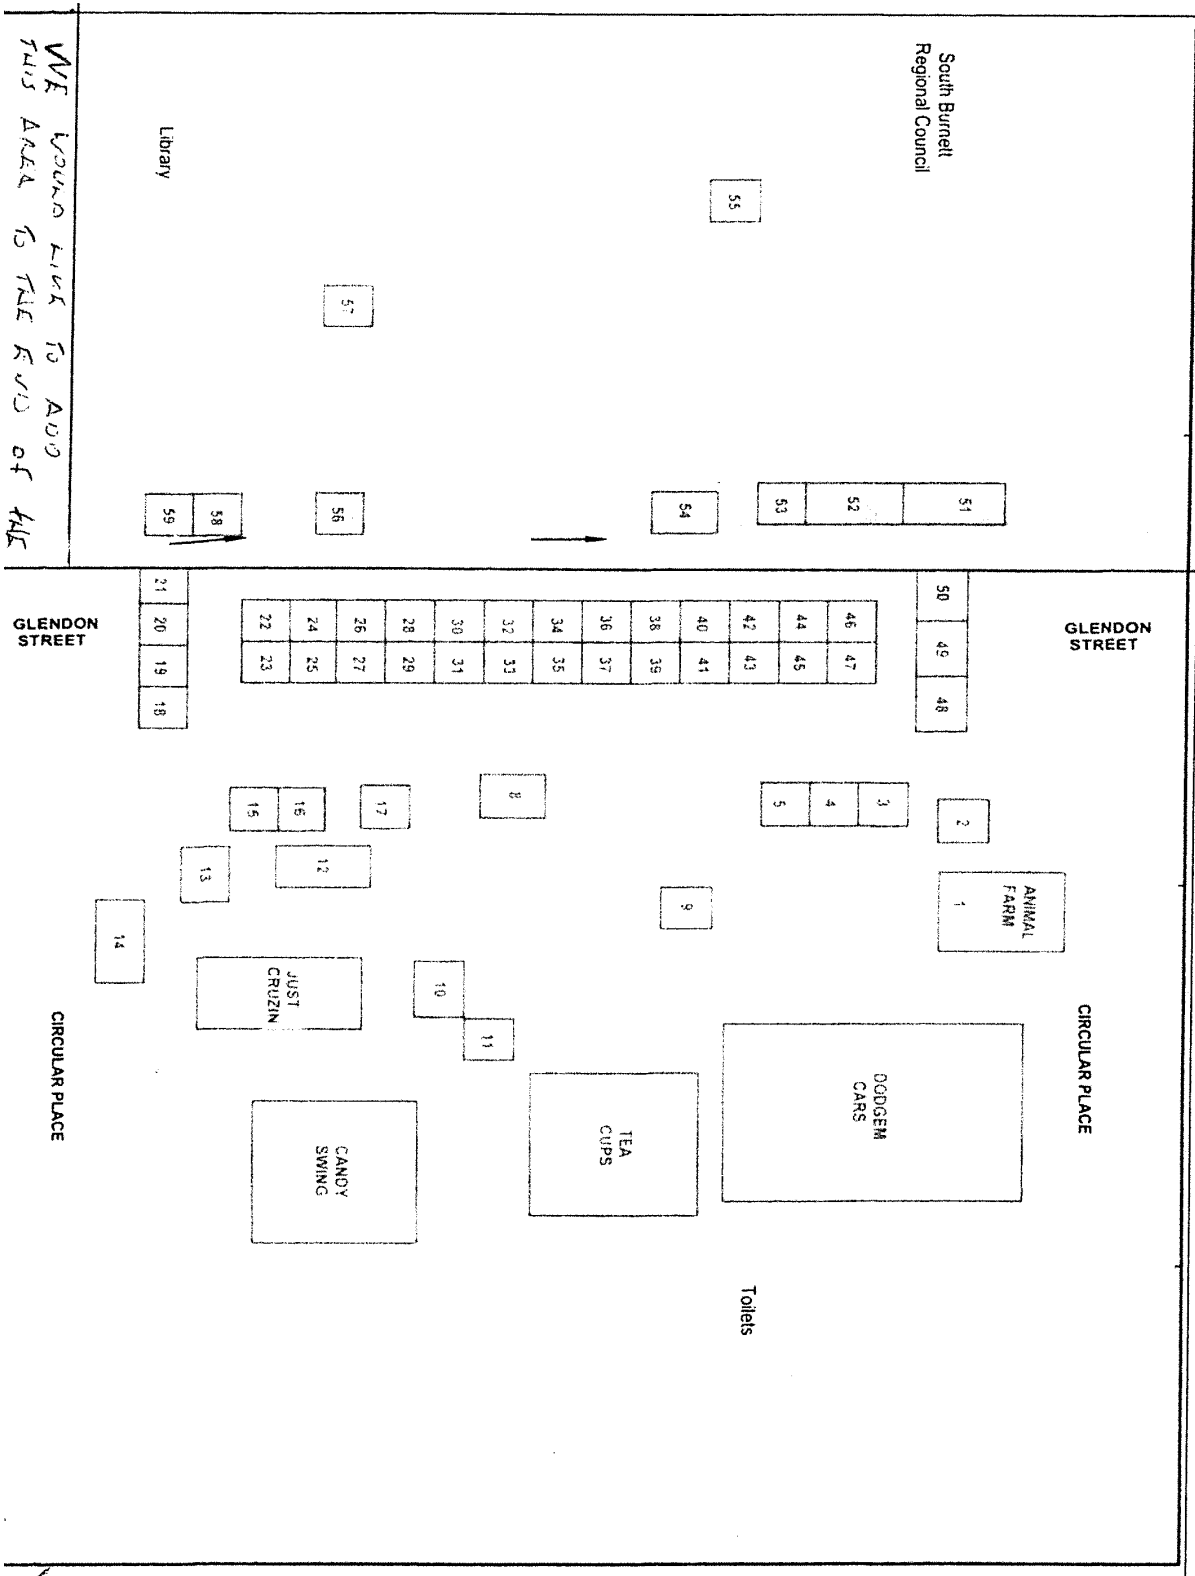 South Burnett
Regional Council
Library
WE WOULD LIKE TO ADD
THIS AREA TO THE END OF THE
55
57
59
58
56
54
53
52
51
GLENDON
STREET
GLENDON
STREET
21
20
19
18
22
24
26
28
30
32
34
36
38
40
42
44
46
23
25
27
29
31
33
35
37
39
41
43
45
47
50
49
48
15
16
17
8
5
4
3
2
13
12
9
ANIMAL
FARM
1
14
JUST
CRUZIN
10
11
CIRCULAR PLACE
CIRCULAR PLACE
CANDY
SWING
TEA
CUPS
DODGEM
CARS
Toilets